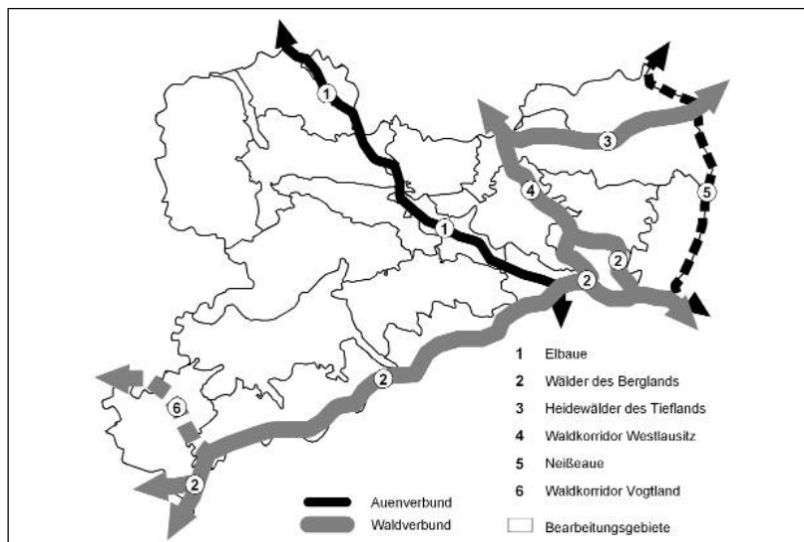 1
3
4
5
1
2
2
2
6
2
1 Elbaue
2 Wälder des Berglands
3 Heidewälder des Tieflands
4 Waldkorridor Westlausitz
5 Neißeaue
6 Waldkorridor Vogtland
Auenverbund
Waldverbund
Bearbeitungsgebiete